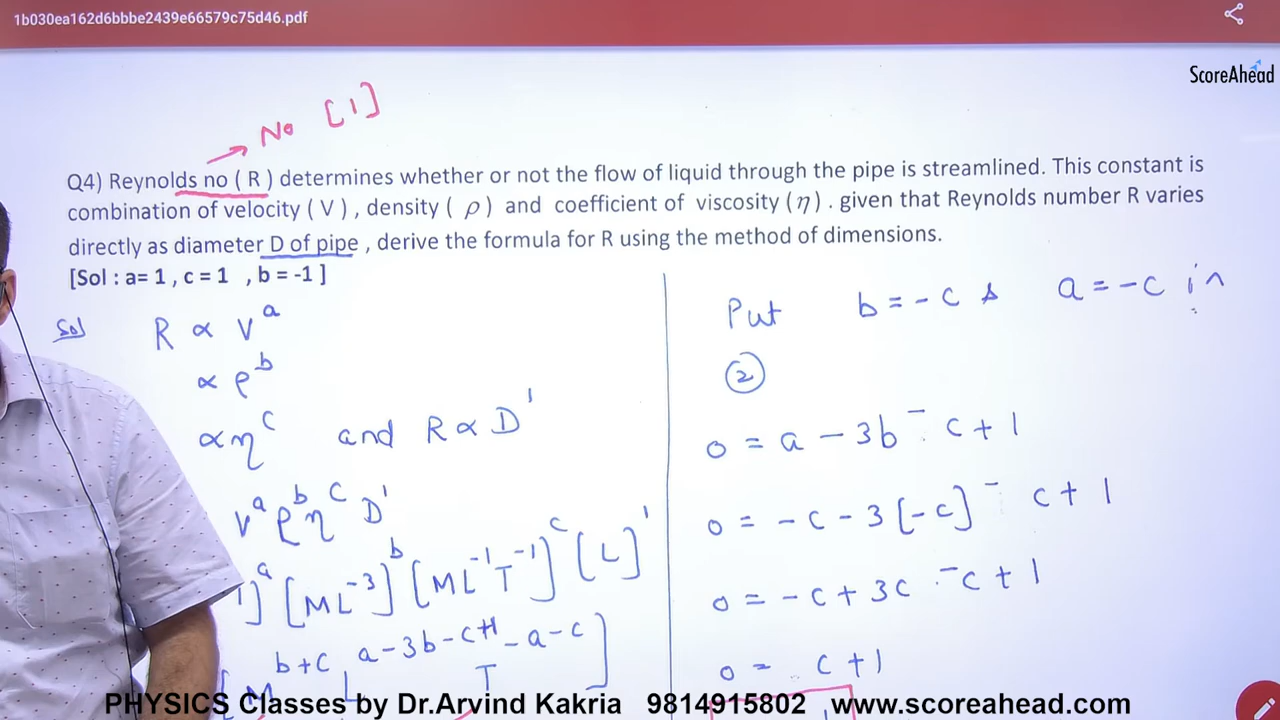 1b030ea162d6bbbe2439e66579c75d46.pdf
ScoreAhead
No [1]
Q4) Reynolds no ( R ) determines whether or not the flow of liquid through the pipe is streamlined. This constant is
combination of velocity ( V ) , density ( ρ) and coefficient of viscosity (η) . given that Reynolds number R varies
directly as diameter D of pipe , derive the formula for R using the method of dimensions.
[Sol : a= 1 , c = 1 , b = -1 ]
Sol R ∝ V^a
∝ ρ^b
∝ η^c and R ∝ D^1
V^a ρ^b η^c D^1
]^a [ML^-3]^b [ML^-1 T^-1]^c [L]^1
M^b+c L^a-3b-c+1 T^-a-c ]
Put b = -c & a = -c in
②
0 = a - 3b - c + 1
0 = -c - 3[-c] - c + 1
0 = -c + 3c - c + 1
0 = c + 1
PHYSICS Classes by Dr.Arvind Kakria 9814915802 www.scoreahead.com